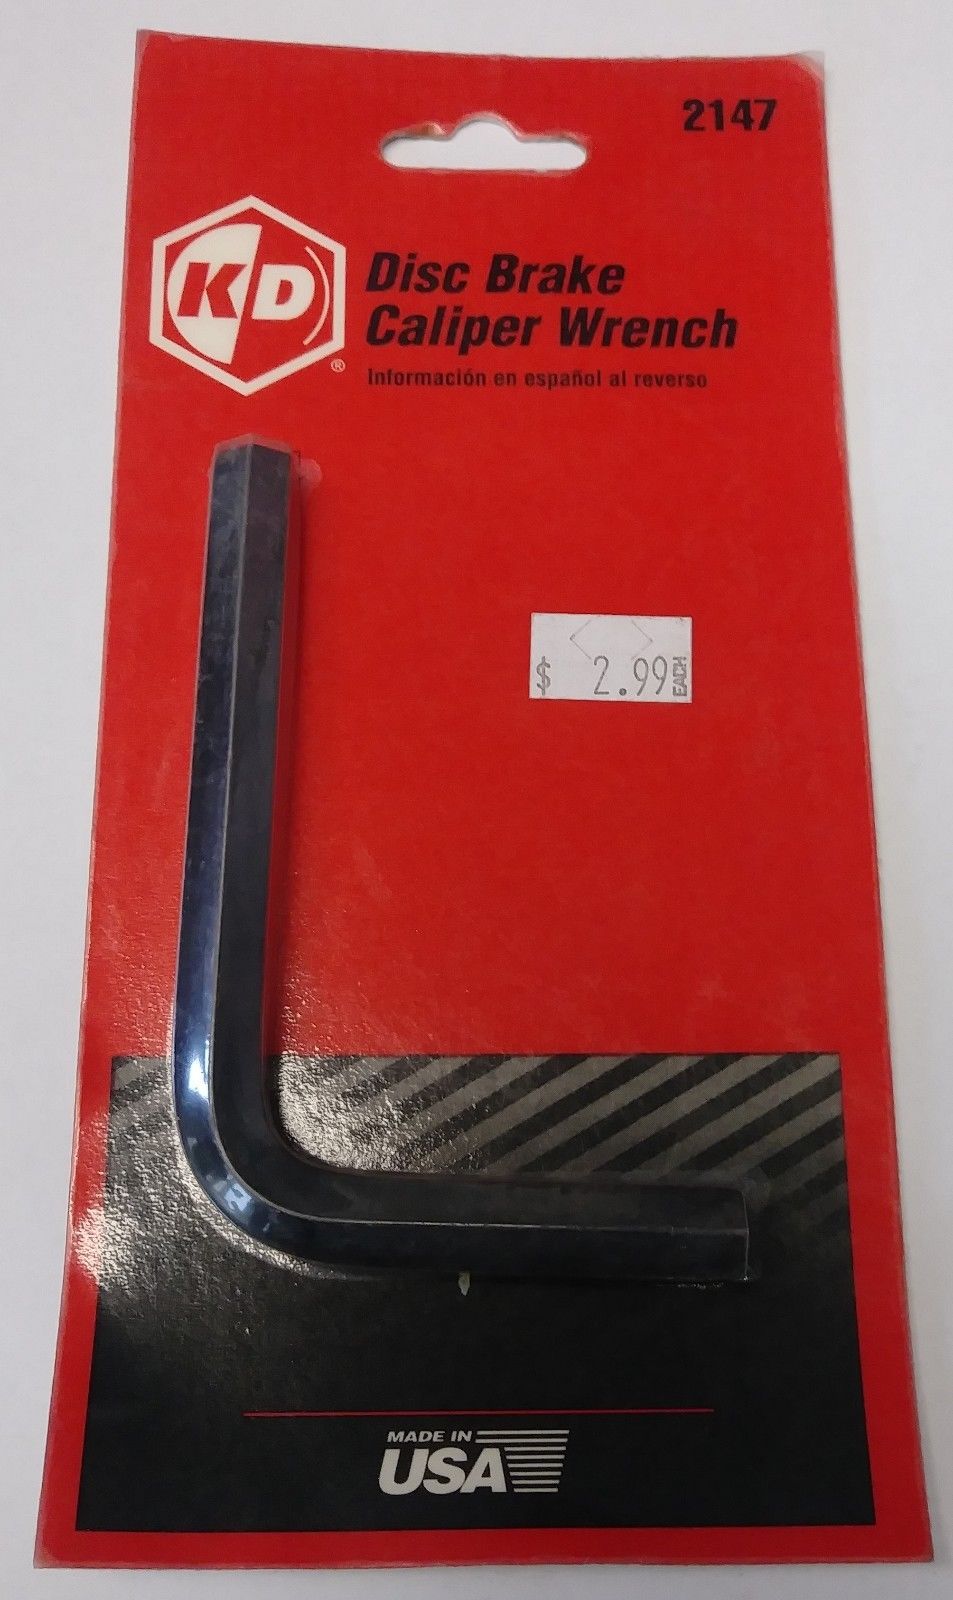 2147
KD
®
Disc Brake
Caliper Wrench
Información en español al reverso
$ 2.99 EACH
MADE IN
USA